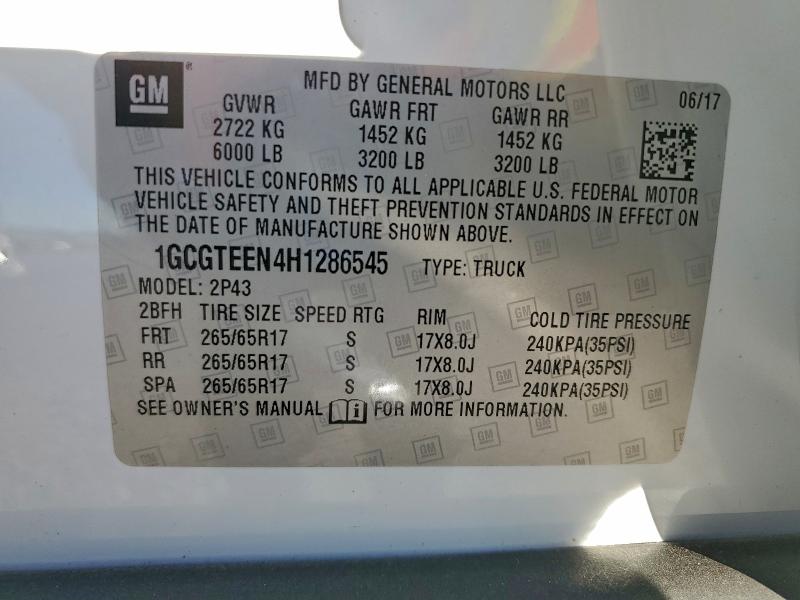 GM
MFD BY GENERAL MOTORS LLC
06/17
GVWR GAWR FRT GAWR RR
2722 KG 1452 KG 1452 KG
6000 LB 3200 LB 3200 LB
THIS VEHICLE CONFORMS TO ALL APPLICABLE U.S. FEDERAL MOTOR
VEHICLE SAFETY AND THEFT PREVENTION STANDARDS IN EFFECT ON
THE DATE OF MANUFACTURE SHOWN ABOVE.
1GCGTEEN4H1286545 TYPE: TRUCK
MODEL: 2P43
2BFH TIRE SIZE SPEED RTG RIM COLD TIRE PRESSURE
FRT 265/65R17 S 17X8.0J 240KPA(35PSI)
RR 265/65R17 S 17X8.0J 240KPA(35PSI)
SPA 265/65R17 S 17X8.0J 240KPA(35PSI)
SEE OWNER'S MANUAL FOR MORE INFORMATION.